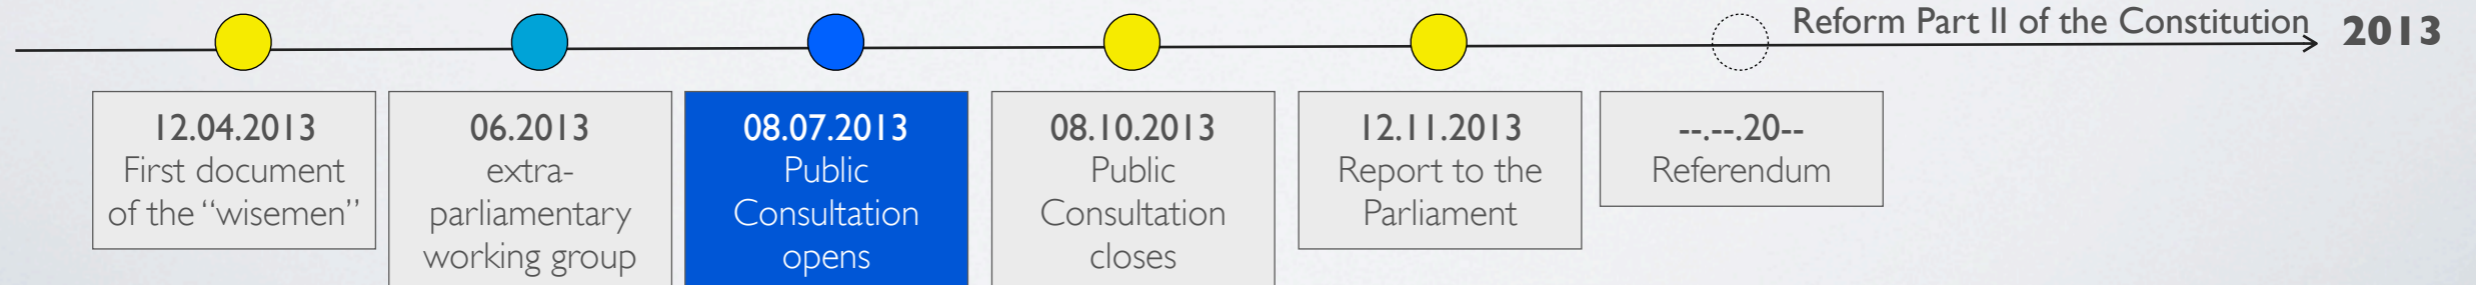 Reform Part II of the Constitution
2013
12.04.2013
First document
of the “wisemen”
06.2013
extra-
parliamentary
working group
08.07.2013
Public
Consultation
opens
08.10.2013
Public
Consultation
closes
12.11.2013
Report to the
Parliament
--.--.20--
Referendum